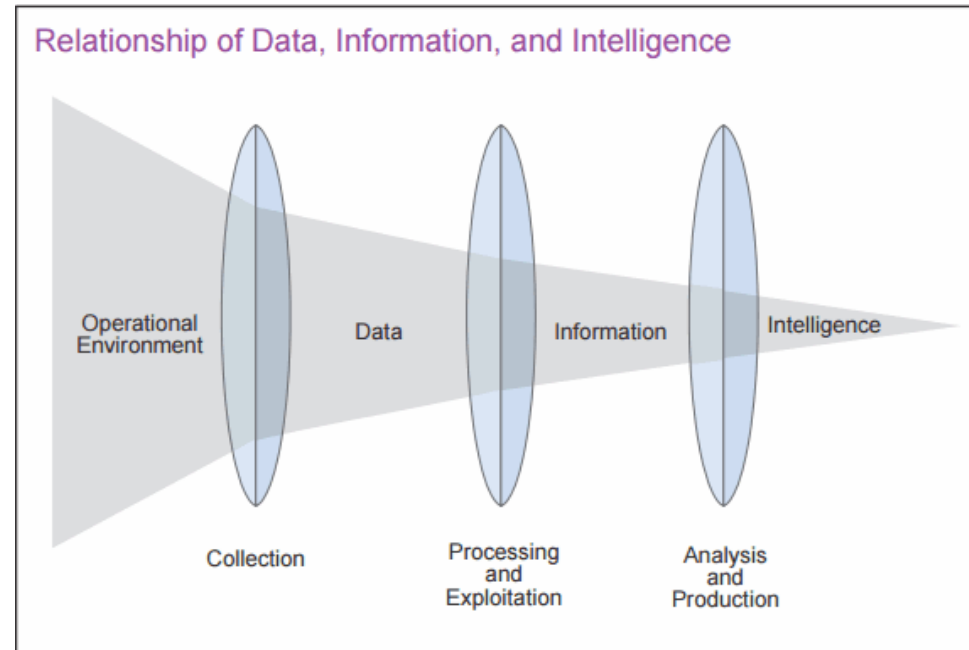 Relationship of Data, Information, and Intelligence
Operational
Environment
Data
Information
Intelligence
Collection
Processing
and
Exploitation
Analysis
and
Production